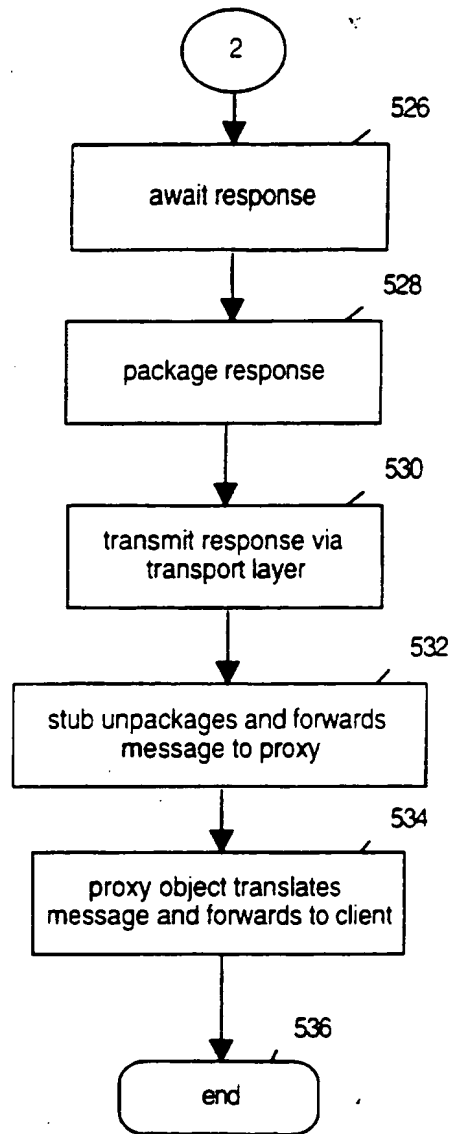 2
526
await response
528
package response
530
transmit response via
transport layer
532
stub unpackages and forwards
message to proxy
534
proxy object translates
message and forwards to client
536
end